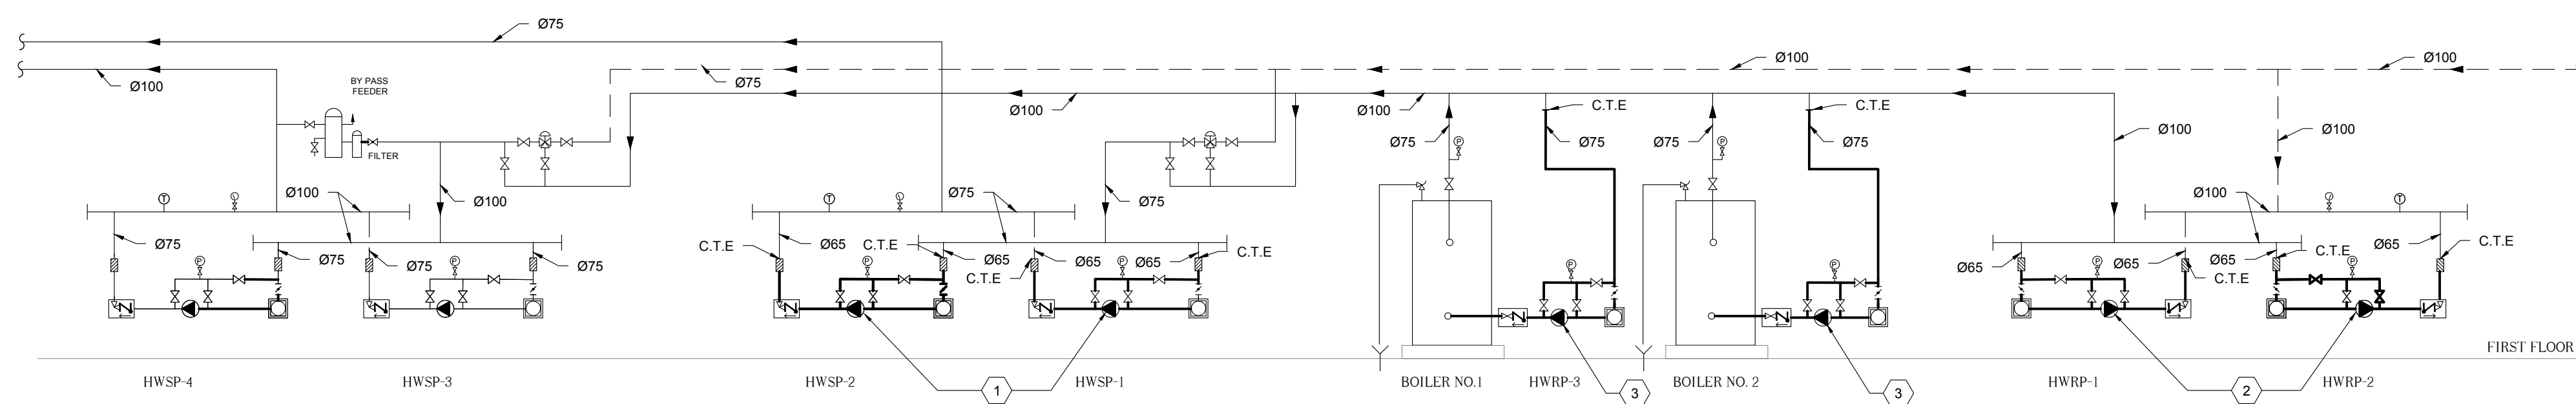 Ø75
Ø100
BY PASS
FEEDER
FILTER
Ø75
Ø100
Ø100
Ø100
Ø100
C.T.E
C.T.E
Ø75
Ø75
Ø75
Ø75
P
P
Ø100
Ø100
Ø100
Ø100
Ø75
Ø75
Ø100
T
T
T
Ø75
Ø75
Ø75
Ø75
C.T.E
Ø65
C.T.E
Ø65
C.T.E
Ø65
Ø65
C.T.E
Ø65
Ø65
C.T.E
Ø65
C.T.E
Ø65
C.T.E
P
P
P
P
P
P
P
P
FIRST FLOOR
HWSP-4
HWSP-3
HWSP-2
1
HWSP-1
BOILER NO.1
HWRP-3
3
BOILER NO. 2
3
HWRP-1
2
HWRP-2